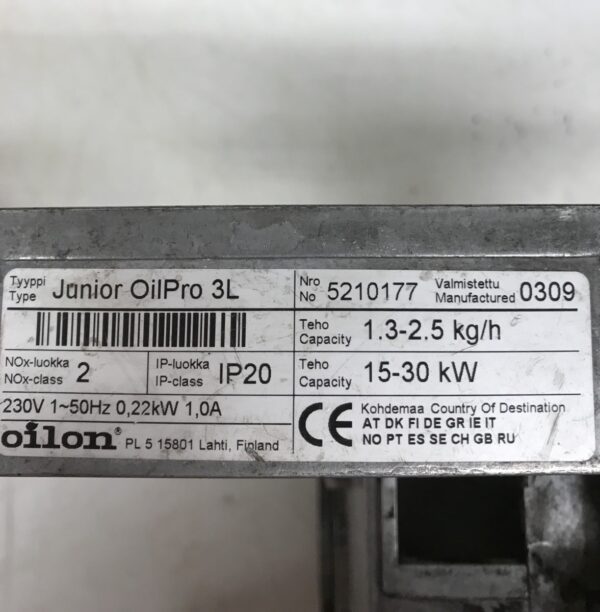 Tyyppi
Type Junior OilPro 3L
Nro
No 5210177
Valmistettu
Manufactured 0309
Teho
Capacity 1.3-2.5 kg/h
NOx-luokka
NOx-class 2
IP-luokka
IP-class IP20
Teho
Capacity 15-30 kW
230V 1~50Hz 0,22kW 1,0A
oilon® PL 5 15801 Lahti, Finland
CE
Kohdemaa Country Of Destination
AT DK FI DE GR IE IT
NO PT ES SE CH GB RU